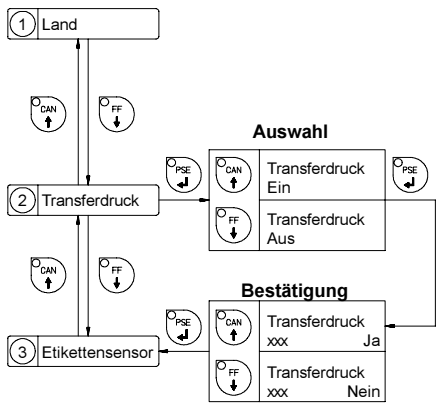 1 Land
CAN
FF
Auswahl
PSE
CAN
Transferdruck
Ein
PSE
2 Transferdruck
FF
Transferdruck
Aus
CAN
FF
Bestätigung
PSE
CAN
Transferdruck
xxx Ja
3 Etikettensensor
FF
Transferdruck
xxx Nein